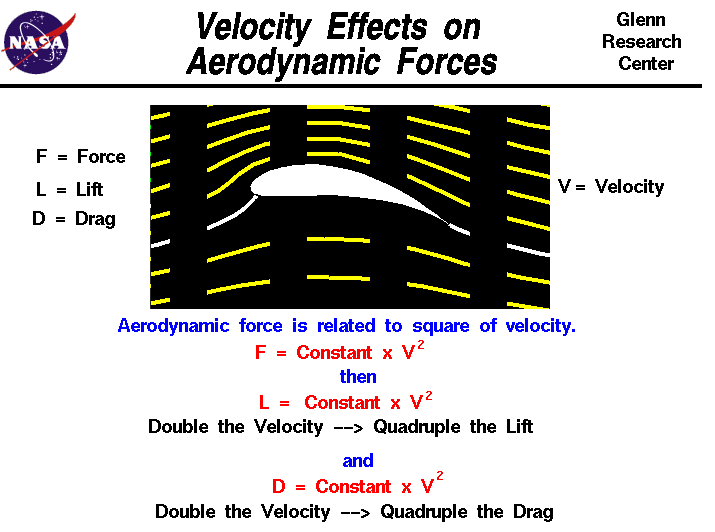 NASA
Velocity Effects on
Aerodynamic Forces
Glenn
Research
Center
F = Force
L = Lift
D = Drag
V = Velocity
Aerodynamic force is related to square of velocity.
F = Constant x V²
then
L = Constant x V²
Double the Velocity --> Quadruple the Lift
and
D = Constant x V²
Double the Velocity --> Quadruple the Drag